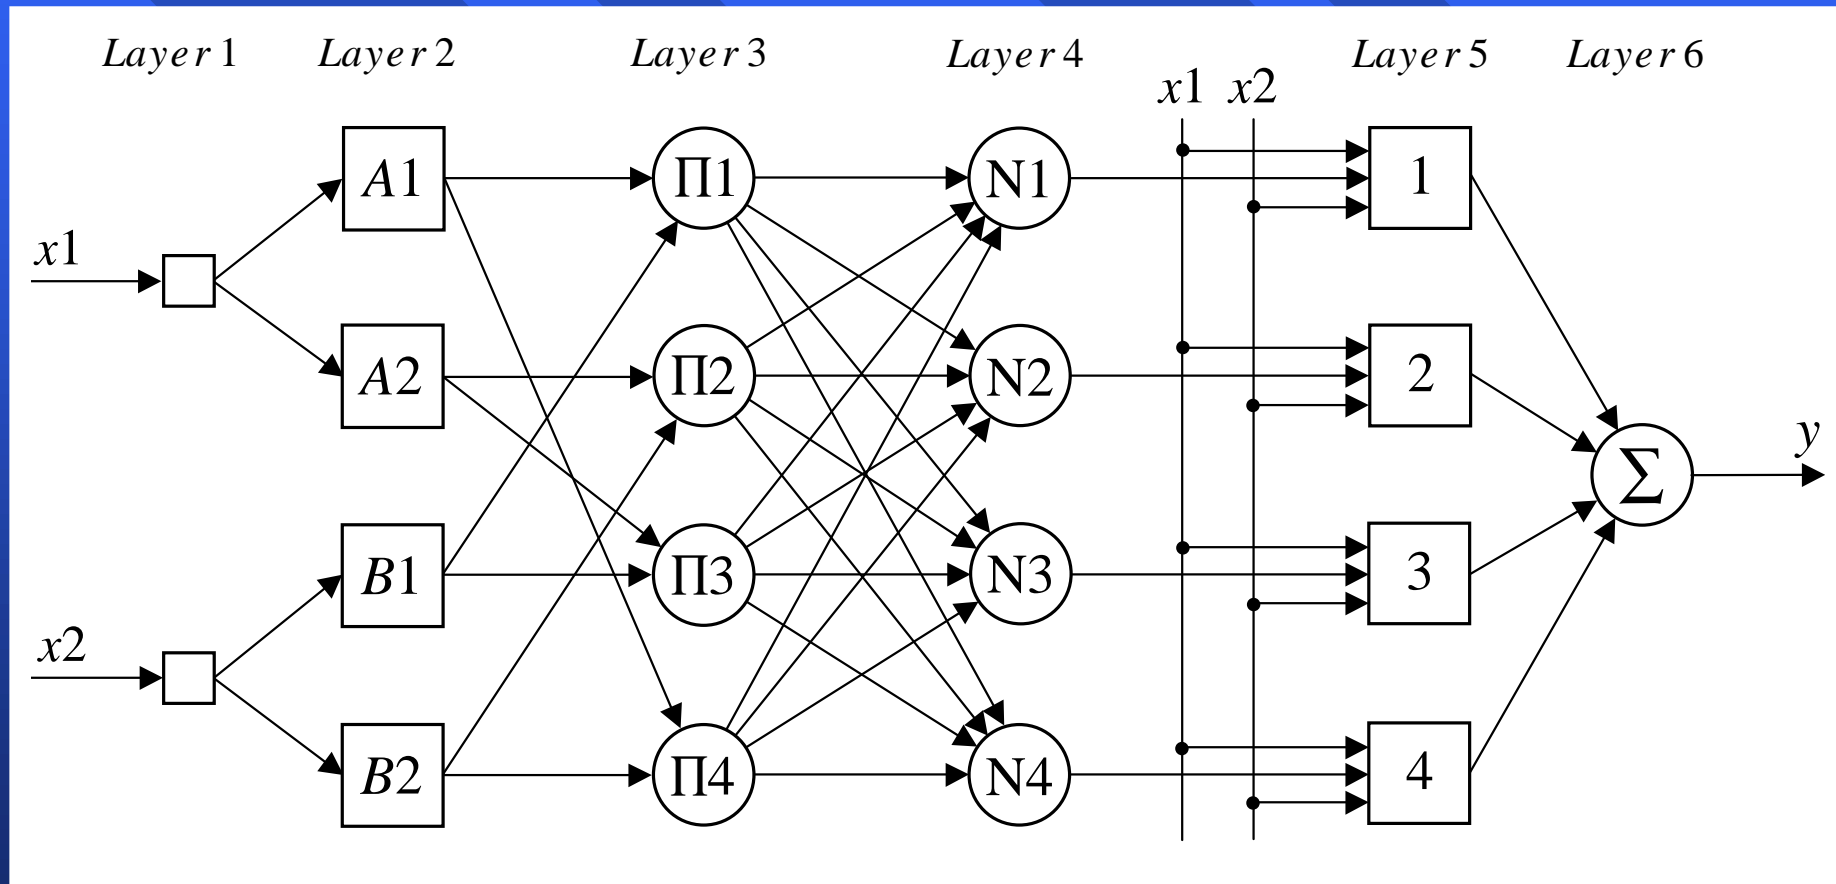 Layer 1 Layer 2 Layer 3 Layer 4 Layer 5 Layer 6
x1 x2
A1 Π1 N1 1
x1
A2 Π2 N2 2
y
Σ
B1 Π3 N3 3
x2
B2 Π4 N4 4